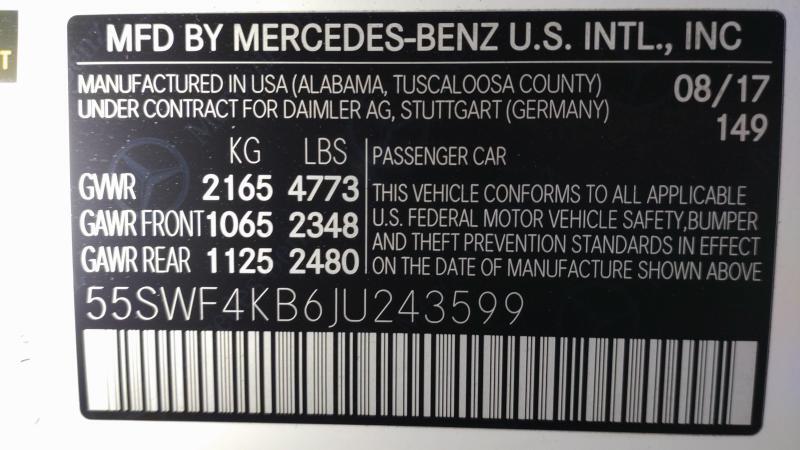 MFD BY MERCEDES-BENZ U.S. INTL., INC
MANUFACTURED IN USA (ALABAMA, TUSCALOOSA COUNTY) 08/17
UNDER CONTRACT FOR DAIMLER AG, STUTTGART (GERMANY) 149
KG LBS
GVWR 2165 4773
GAWR FRONT 1065 2348
GAWR REAR 1125 2480
PASSENGER CAR
THIS VEHICLE CONFORMS TO ALL APPLICABLE
U.S. FEDERAL MOTOR VEHICLE SAFETY,BUMPER
AND THEFT PREVENTION STANDARDS IN EFFECT
ON THE DATE OF MANUFACTURE SHOWN ABOVE
55SWF4KB6JU243599